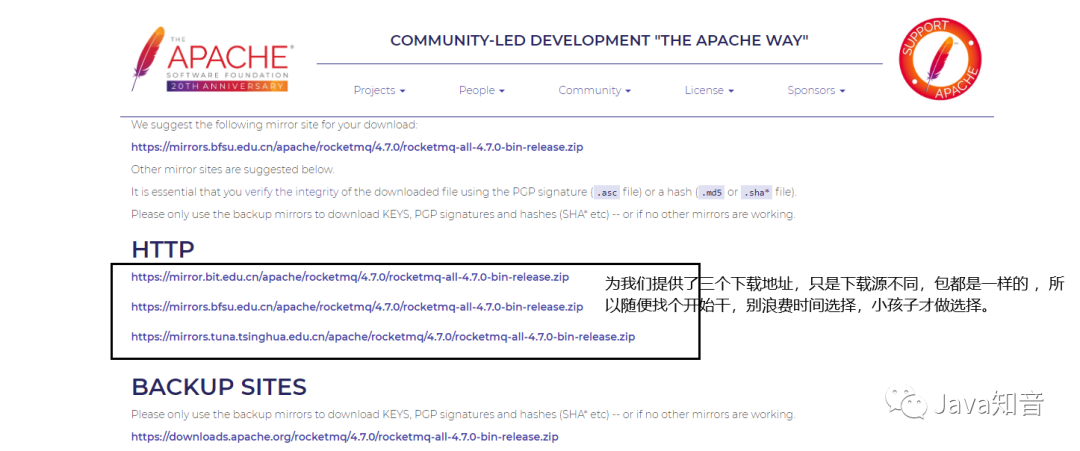 THE
APACHE®
SOFTWARE FOUNDATION
20TH ANNIVERSARY
COMMUNITY-LED DEVELOPMENT "THE APACHE WAY"
SUPPORT
APACHE
Projects People Community License Sponsors
We suggest the following mirror site for your download:
https://mirrors.bfsu.edu.cn/apache/rocketmq/4.7.0/rocketmq-all-4.7.0-bin-release.zip
Other mirror sites are suggested below.
It is essential that you verify the integrity of the downloaded file using the PGP signature (.asc file) or a hash (.md5 or .sha* file).
Please only use the backup mirrors to download KEYS, PGP signatures and hashes (SHA* etc) -- or if no other mirrors are working.
HTTP
https://mirror.bit.edu.cn/apache/rocketmq/4.7.0/rocketmq-all-4.7.0-bin-release.zip
https://mirrors.bfsu.edu.cn/apache/rocketmq/4.7.0/rocketmq-all-4.7.0-bin-release.zip
https://mirrors.tuna.tsinghua.edu.cn/apache/rocketmq/4.7.0/rocketmq-all-4.7.0-bin-release.zip
为我们提供了三个下载地址，只是下载源不同，包都是一样的 ，所
以随便找个开始干，别浪费时间选择，小孩子才做选择。
BACKUP SITES
Please only use the backup mirrors to download KEYS, PGP signatures and hashes (SHA* etc) -- or if no other mirrors are working.
https://downloads.apache.org/rocketmq/4.7.0/rocketmq-all-4.7.0-bin-release.zip
Java知音